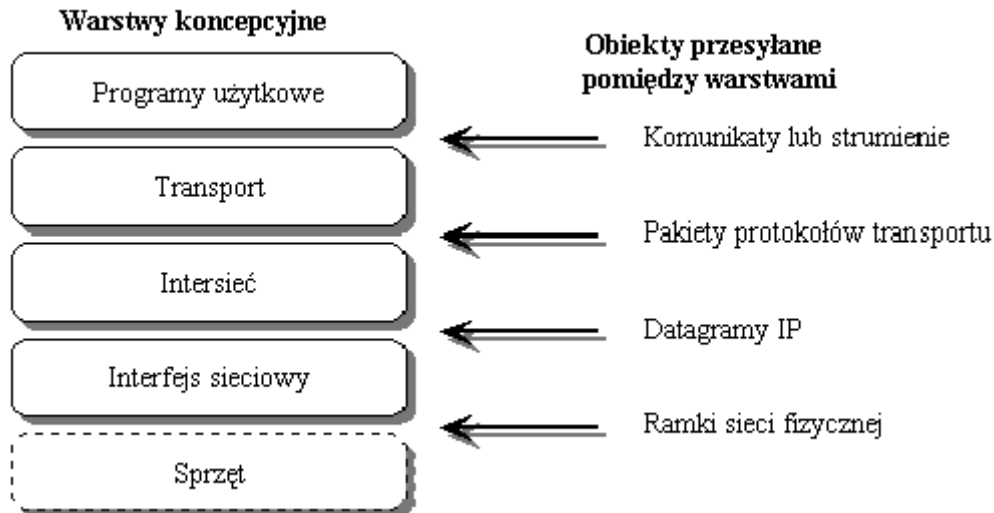 Warstwy koncepcyjne
Obiekty przesyłane
pomiędzy warstwami
Programy użytkowe
Komunikaty lub strumienie
Transport
Pakiety protokołów transportu
Intersieć
Datagramy IP
Interfejs sieciowy
Ramki sieci fizycznej
Sprzęt